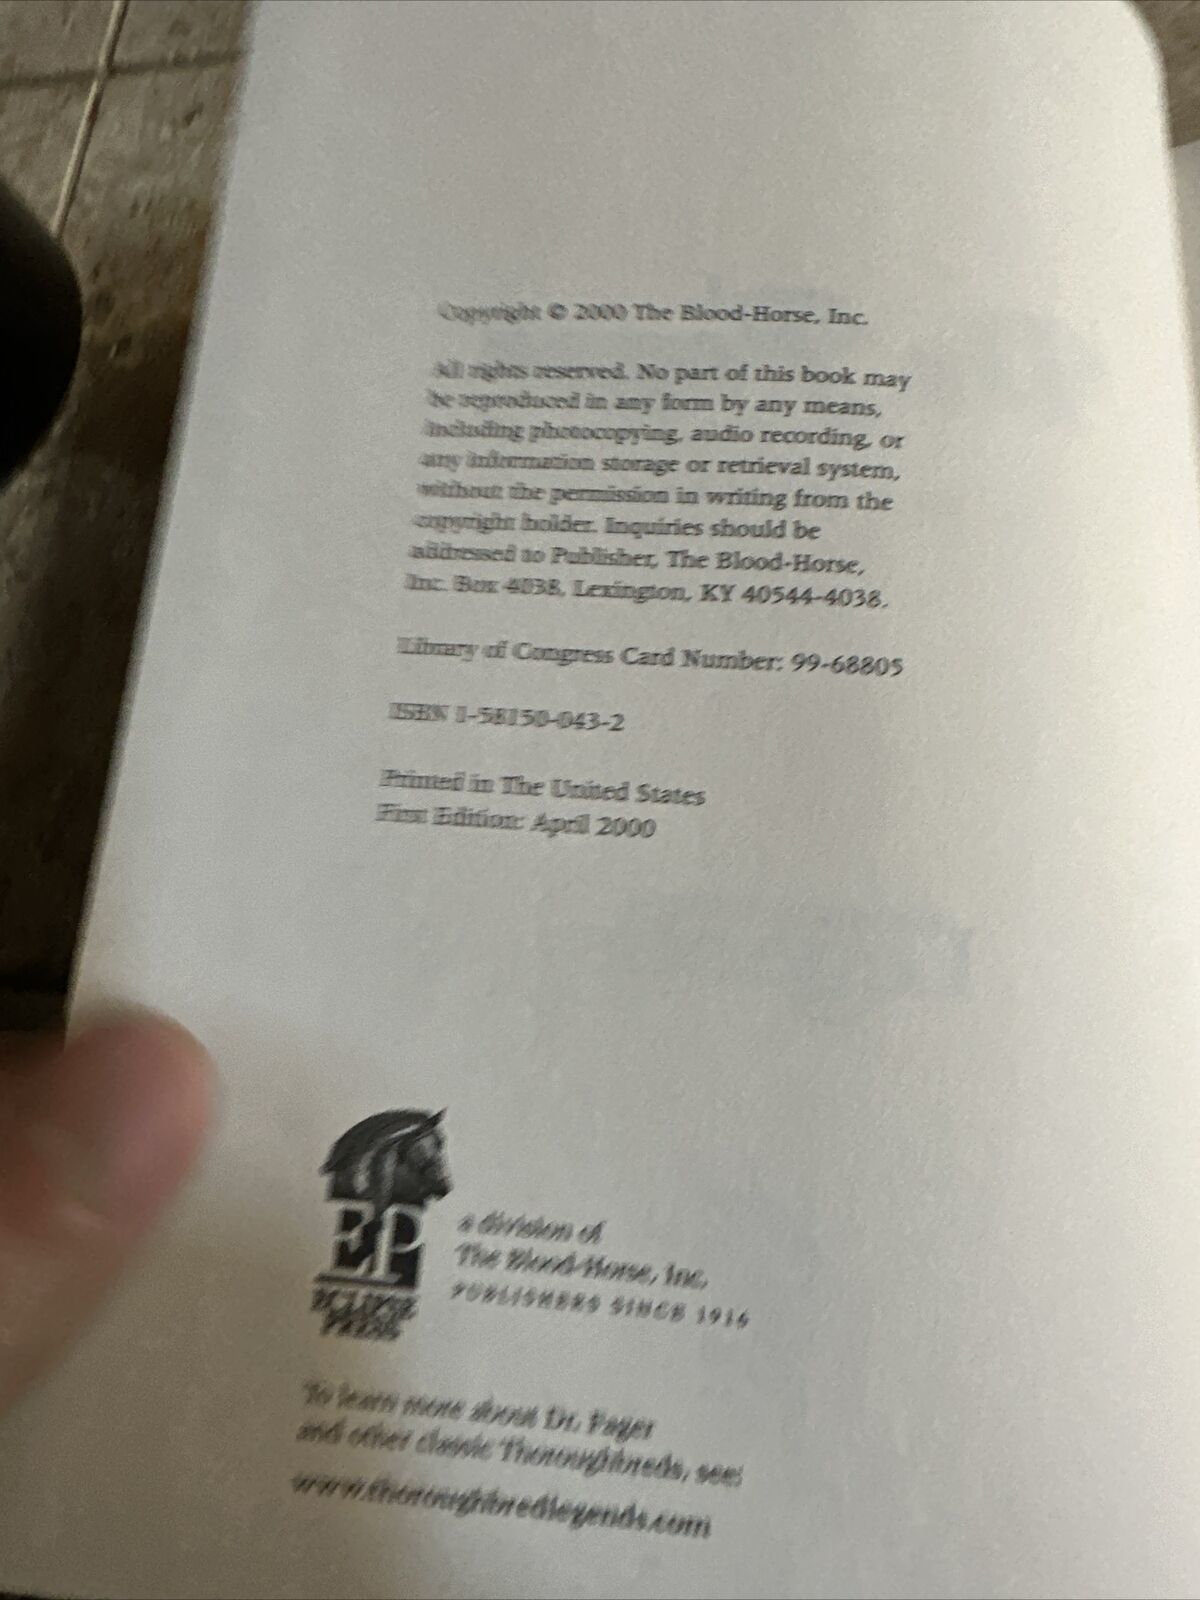 Copyright © 2000 The Blood-Horse, Inc.
All rights reserved. No part of this book may
be reproduced in any form by any means,
including photocopying, audio recording, or
any information storage or retrieval system,
without the permission in writing from the
copyright holder. Inquiries should be
addressed to Publisher, The Blood-Horse,
Inc. Box 4038, Lexington, KY 40544-4038.
Library of Congress Card Number: 99-68805
ISBN 1-58150-043-2
Printed in The United States
First Edition: April 2000
EP
ECLIPSE
PRESS
a division of
The Blood-Horse, Inc.
PUBLISHERS SINCE 1916
To learn more about Dr. Fager
and other classic Thoroughbreds, see:
www.thoroughbredlegends.com